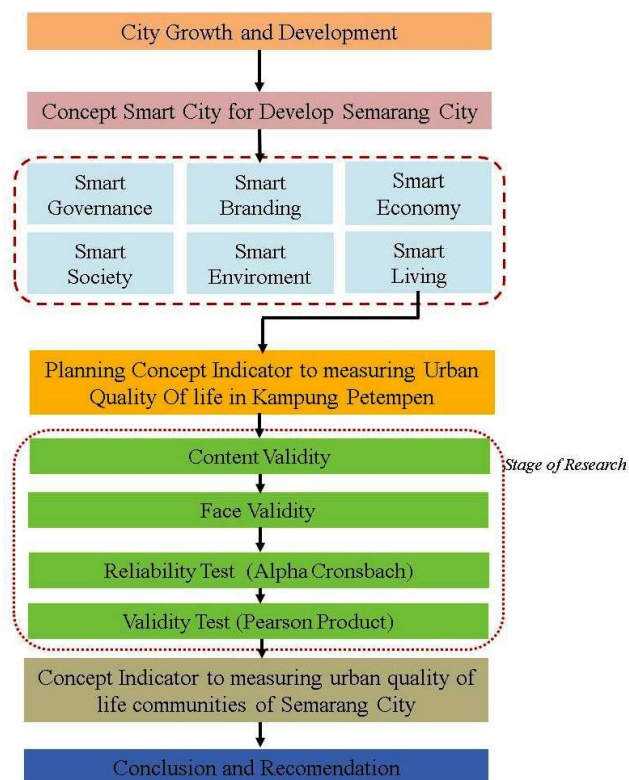 City Growth and Development
Concept Smart City for Develop Semarang City
Smart
Governance
Smart
Branding
Smart
Economy
Smart
Society
Smart
Enviroment
Smart
Living
Planning Concept Indicator to measuring Urban
Quality Of life in Kampung Petempen
Stage of Research
Content Validity
Face Validity
Reliability Test (Alpha Cronsbach)
Validity Test (Pearson Product)
Concept Indicator to measuring urban quality of
life communities of Semarang City
Conclusion and Recomendation